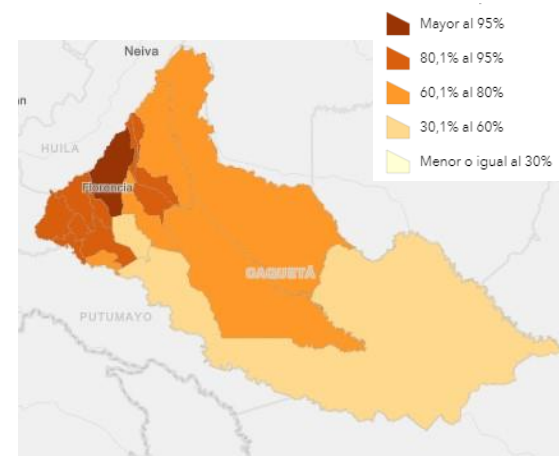 Mayor al 95%
80,1% al 95%
60,1% al 80%
30,1% al 60%
Menor o igual al 30%
Neiva
HUILA
Florencia
CAQUETÁ
PUTUMAYO